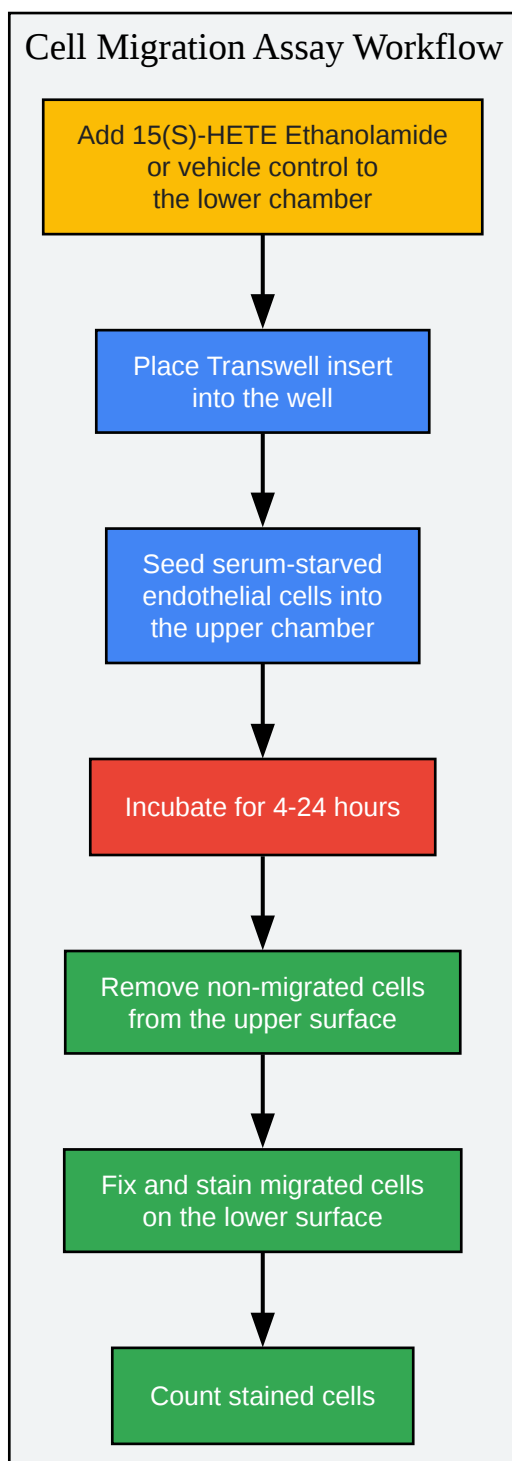 Cell Migration Assay Workflow
Add 15(S)-HETE Ethanolamide
or vehicle control to
the lower chamber
Place Transwell insert
into the well
Seed serum-starved
endothelial cells into
the upper chamber
Incubate for 4-24 hours
Remove non-migrated cells
from the upper surface
Fix and stain migrated cells
on the lower surface
Count stained cells